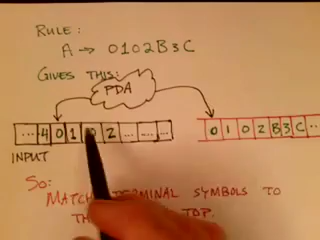 RULE:
A → 0102B3C
GIVES THIS:
PDA
... 4 0 1 0 2 ... ... ...
0 1 0 2 B 3 C ...
INPUT
SO:
MATCH TERMINAL SYMBOLS TO
TOP.